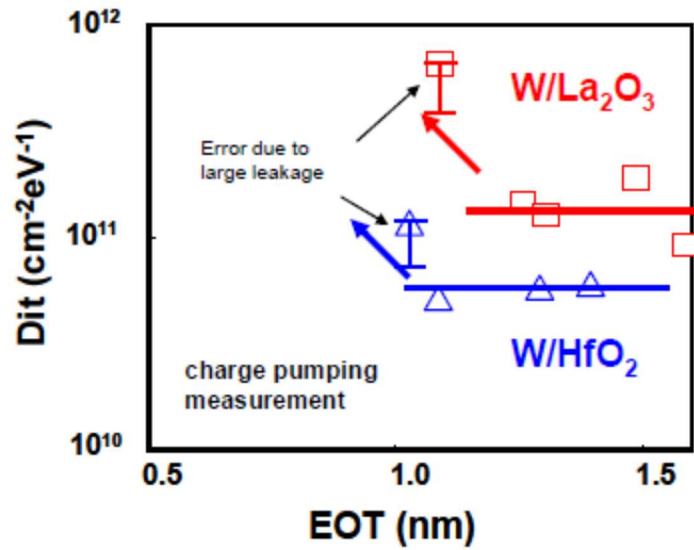 10¹²
W/La₂O₃
Error due to
large leakage
10¹¹
Dit (cm⁻²eV⁻¹)
W/HfO₂
charge pumping
measurement
10¹⁰
0.5
1.0
1.5
EOT (nm)